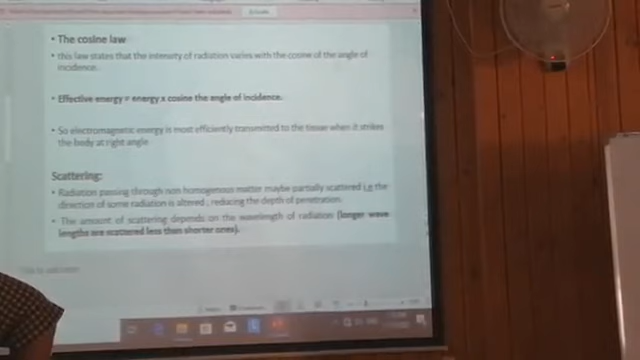 • The cosine law
• this law states that the intensity of radiation varies with the cosine of the angle of
incidence.
• Effective energy = energy x cosine the angle of incidence.
• So electromagnetic energy is most efficiently transmitted to the tissue when it strikes
the body at right angle
Scattering:
• Radiation passing through non homogenous matter maybe partially scattered i.e the
direction of some radiation is altered , reducing the depth of penetration.
• The amount of scattering depends on the wavelength of radiation (longer wave
lengths are scattered less than shorter ones).